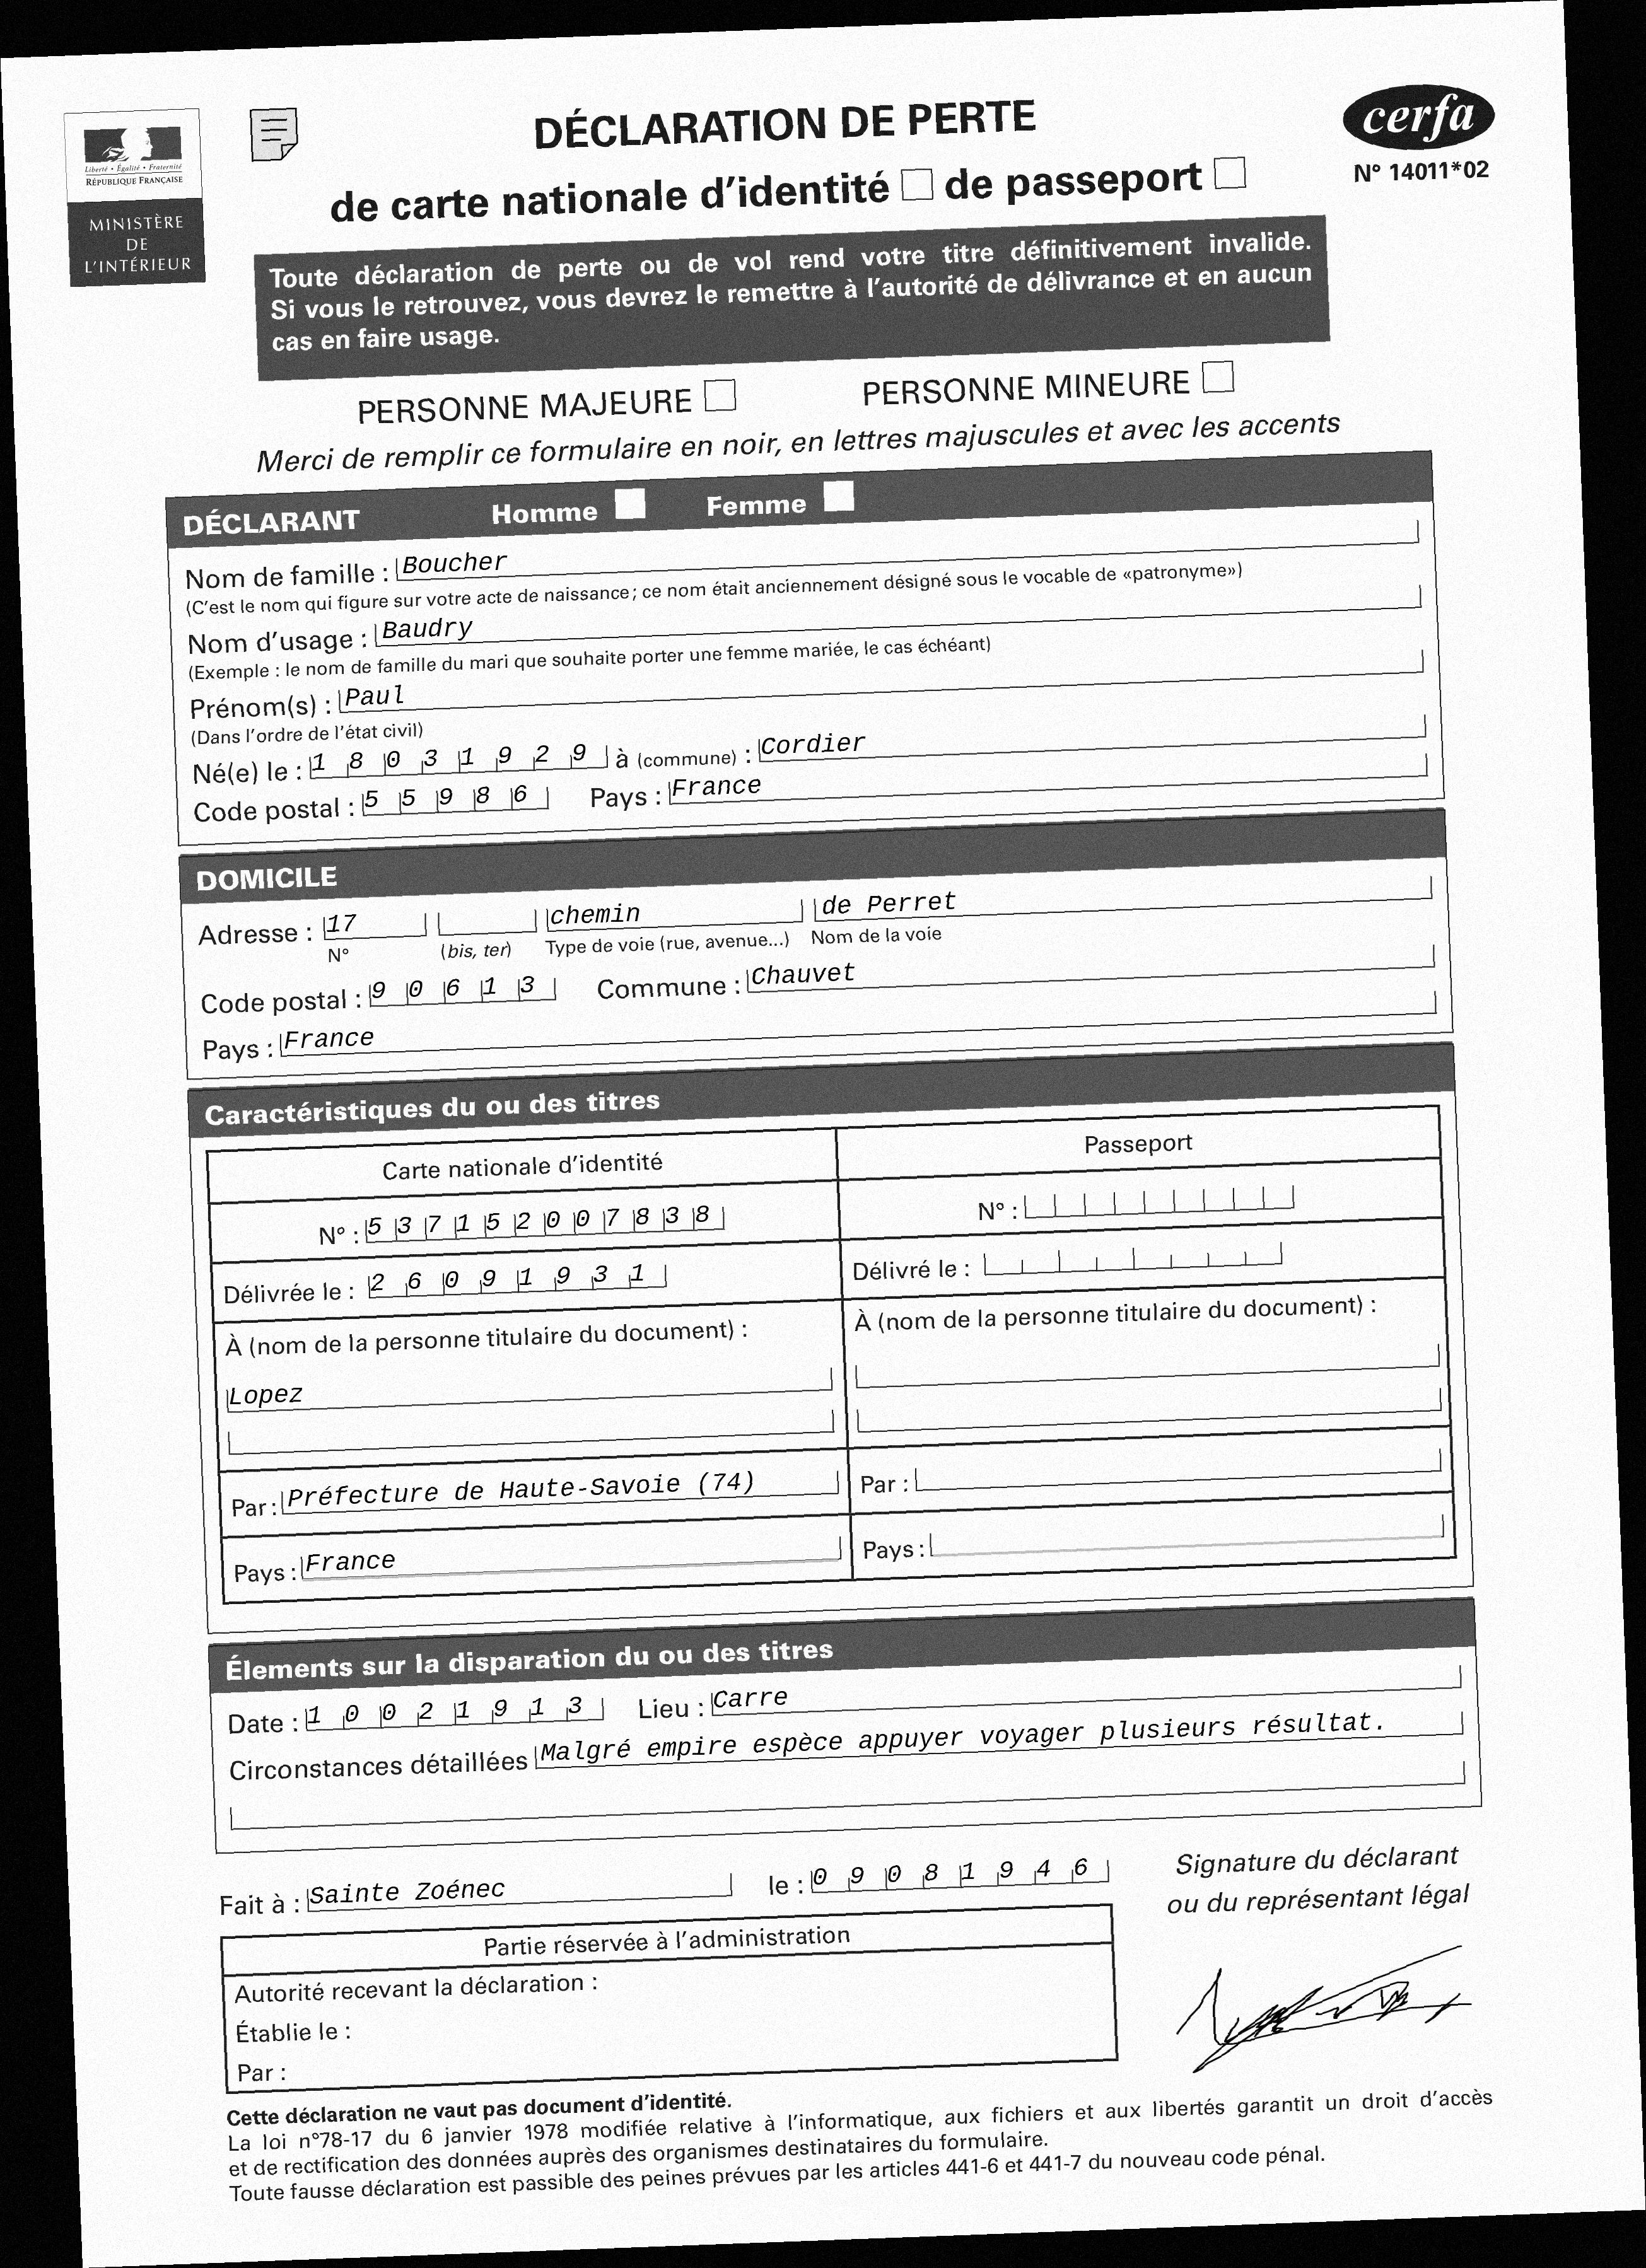 Liberté • Égalité • Fraternité
RÉPUBLIQUE FRANÇAISE
MINISTÈRE
DE
L'INTÉRIEUR
DÉCLARATION DE PERTE
de carte nationale d'identité de passeport
cerfa
N° 14011*02
Toute déclaration de perte ou de vol rend votre titre définitivement invalide.
Si vous le retrouvez, vous devrez le remettre à l'autorité de délivrance et en aucun
cas en faire usage.
PERSONNE MAJEURE PERSONNE MINEURE
Merci de remplir ce formulaire en noir, en lettres majuscules et avec les accents
DÉCLARANT Homme Femme
Nom de famille : Boucher
(C'est le nom qui figure sur votre acte de naissance; ce nom était anciennement désigné sous le vocable de «patronyme»)
Nom d'usage : Baudry
(Exemple : le nom de famille du mari que souhaite porter une femme mariée, le cas échéant)
Prénom(s) : Paul
(Dans l'ordre de l'état civil)
Né(e) le : 1 8 0 3 1 9 2 9 à (commune) : Cordier
Code postal : 5 5 9 8 6 Pays : France
DOMICILE
Adresse : 17 chemin de Perret
N° (bis, ter) Type de voie (rue, avenue...) Nom de la voie
Code postal : 9 0 6 1 3 Commune : Chauvet
Pays : France
Caractéristiques du ou des titres
Carte nationale d'identité Passeport
N° : 5 3 7 1 5 2 0 0 7 8 3 8 N° :
Délivrée le : 2 6 0 9 1 9 3 1 Délivré le :
À (nom de la personne titulaire du document) : À (nom de la personne titulaire du document) :
Lopez
Par : Préfecture de Haute-Savoie (74) Par :
Pays : France Pays :
Élements sur la disparation du ou des titres
Date : 1 0 0 2 1 9 1 3 Lieu : Carre
Circonstances détaillées Malgré empire espèce appuyer voyager plusieurs résultat.
Fait à : Sainte Zoénec le : 0 9 0 8 1 9 4 6
Signature du déclarant
ou du représentant légal
Partie réservée à l'administration
Autorité recevant la déclaration :
Établie le :
Par :
Cette déclaration ne vaut pas document d'identité.
La loi n°78-17 du 6 janvier 1978 modifiée relative à l'informatique, aux fichiers et aux libertés garantit un droit d'accès
et de rectification des données auprès des organismes destinataires du formulaire.
Toute fausse déclaration est passible des peines prévues par les articles 441-6 et 441-7 du nouveau code pénal.